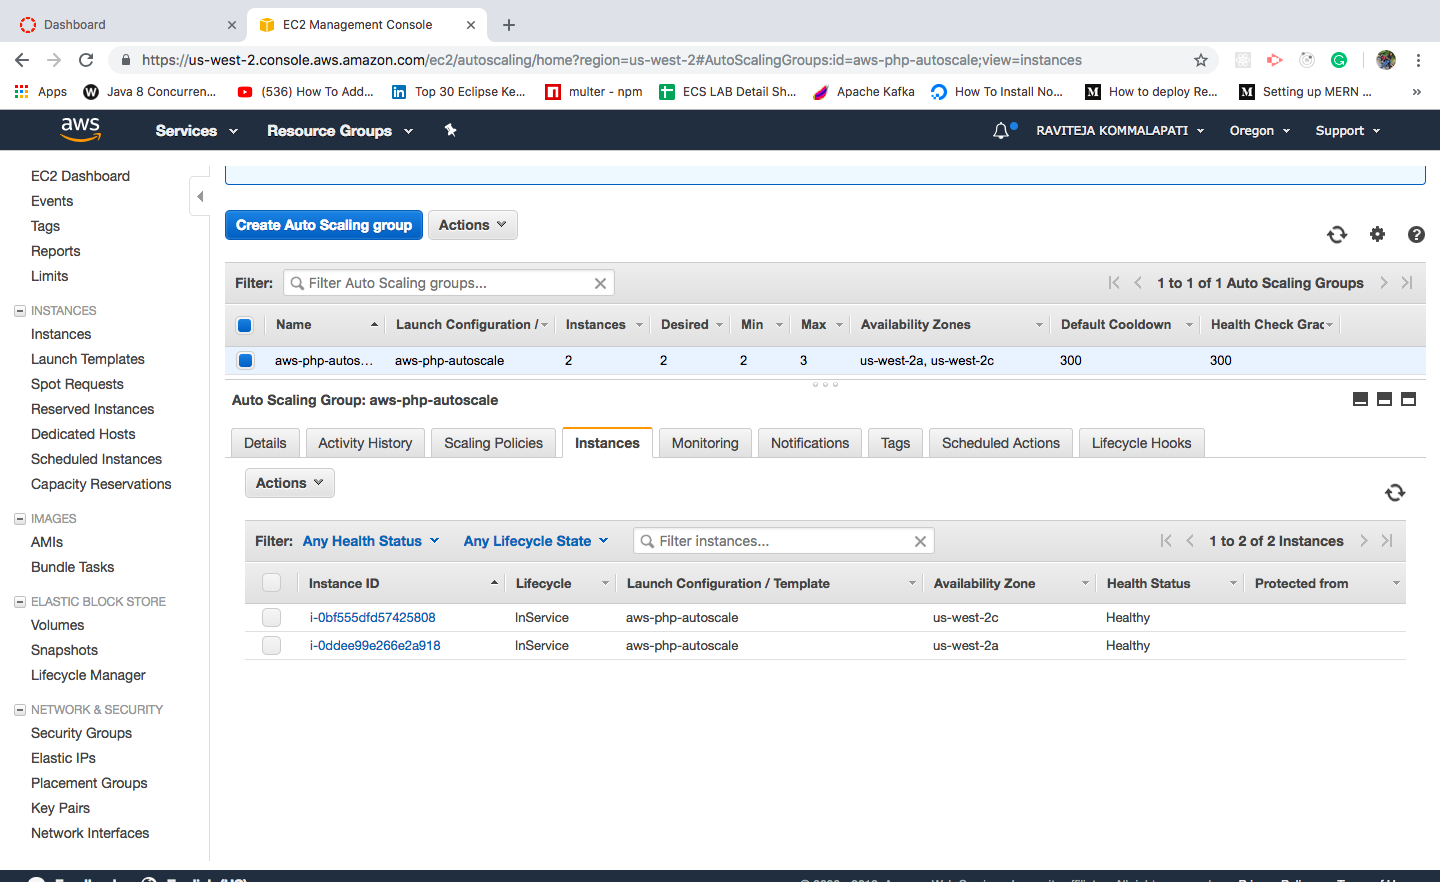 Dashboard
EC2 Management Console
https://us-west-2.console.aws.amazon.com/ec2/autoscaling/home?region=us-west-2#AutoScalingGroups:id=aws-php-autoscale;view=instances
Apps
Java 8 Concurren...
(536) How To Add...
Top 30 Eclipse Ke...
multer - npm
ECS LAB Detail Sh...
Apache Kafka
How To Install No...
How to deploy Re...
Setting up MERN ...
aws
Services
Resource Groups
RAVITEJA KOMMALAPATI
Oregon
Support
EC2 Dashboard
Events
Tags
Reports
Limits
INSTANCES
Instances
Launch Templates
Spot Requests
Reserved Instances
Dedicated Hosts
Scheduled Instances
Capacity Reservations
IMAGES
AMIs
Bundle Tasks
ELASTIC BLOCK STORE
Volumes
Snapshots
Lifecycle Manager
NETWORK & SECURITY
Security Groups
Elastic IPs
Placement Groups
Key Pairs
Network Interfaces
Create Auto Scaling group
Actions
Filter:
Filter Auto Scaling groups...
1 to 1 of 1 Auto Scaling Groups
Name Launch Configuration / Instances Desired Min Max Availability Zones Default Cooldown Health Check Grac
aws-php-autos... aws-php-autoscale 2 2 2 3 us-west-2a, us-west-2c 300 300
Auto Scaling Group: aws-php-autoscale
Details
Activity History
Scaling Policies
Instances
Monitoring
Notifications
Tags
Scheduled Actions
Lifecycle Hooks
Actions
Filter: Any Health Status Any Lifecycle State
Filter instances...
1 to 2 of 2 Instances
Instance ID Lifecycle Launch Configuration / Template Availability Zone Health Status Protected from
i-0bf555dfd57425808 InService aws-php-autoscale us-west-2c Healthy
i-0ddee99e266e2a918 InService aws-php-autoscale us-west-2a Healthy